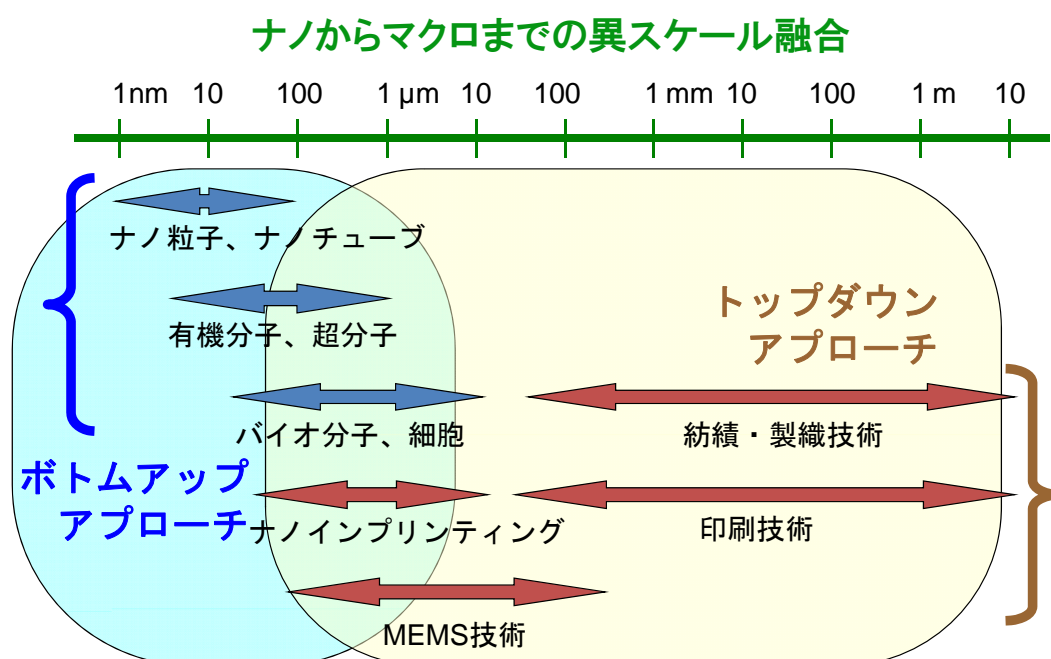 ナノからマクロまでの異スケール融合
1nm 10 100 1 μm 10 100 1 mm 10 100 1 m 10
ナノ粒子、ナノチューブ
有機分子、超分子
トップダウン
アプローチ
バイオ分子、細胞
紡績・製織技術
ボトムアップ
アプローチ
ナノインプリンティング
印刷技術
MEMS技術